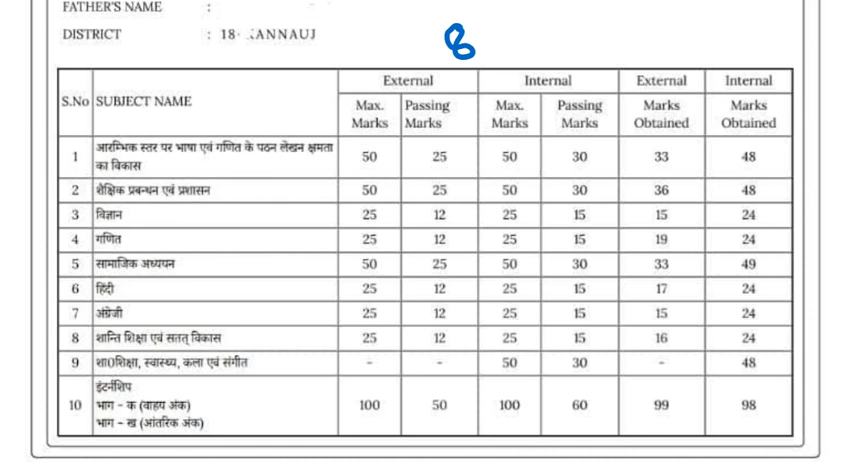 FATHER'S NAME :
DISTRICT : 18- KANNAUJ
8
S.No SUBJECT NAME External Internal External Internal
Max. Marks Passing Marks Max. Marks Passing Marks Marks Obtained Marks Obtained
1 आरम्भिक स्तर पर भाषा एवं गणित के पठन लेखन क्षमता
का विकास 50 25 50 30 33 48
2 शैक्षिक प्रबन्धन एवं प्रशासन 50 25 50 30 36 48
3 विज्ञान 25 12 25 15 15 24
4 गणित 25 12 25 15 19 24
5 सामाजिक अध्ययन 50 25 50 30 33 49
6 हिंदी 25 12 25 15 17 24
7 अंग्रेजी 25 12 25 15 15 24
8 शान्ति शिक्षा एवं सतत् विकास 25 12 25 15 16 24
9 शा0शिक्षा, स्वास्थ्य, कला एवं संगीत - - 50 30 - 48
इंटर्नशिप
10 भाग - क (वाहय अंक) 100 50 100 60 99 98
भाग - ख (आंतरिक अंक)